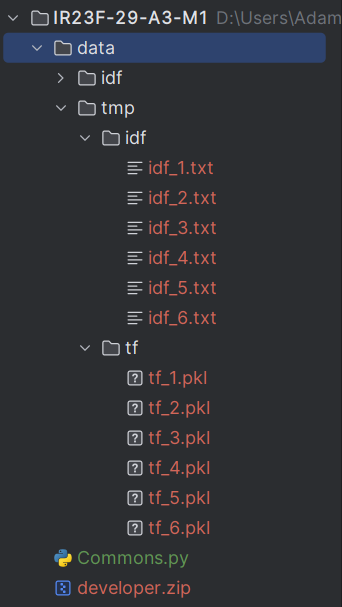 IR23F-29-A3-M1 D:\Users\Adam
data
idf
tmp
idf
idf_1.txt
idf_2.txt
idf_3.txt
idf_4.txt
idf_5.txt
idf_6.txt
tf
tf_1.pkl
tf_2.pkl
tf_3.pkl
tf_4.pkl
tf_5.pkl
tf_6.pkl
Commons.py
developer.zip